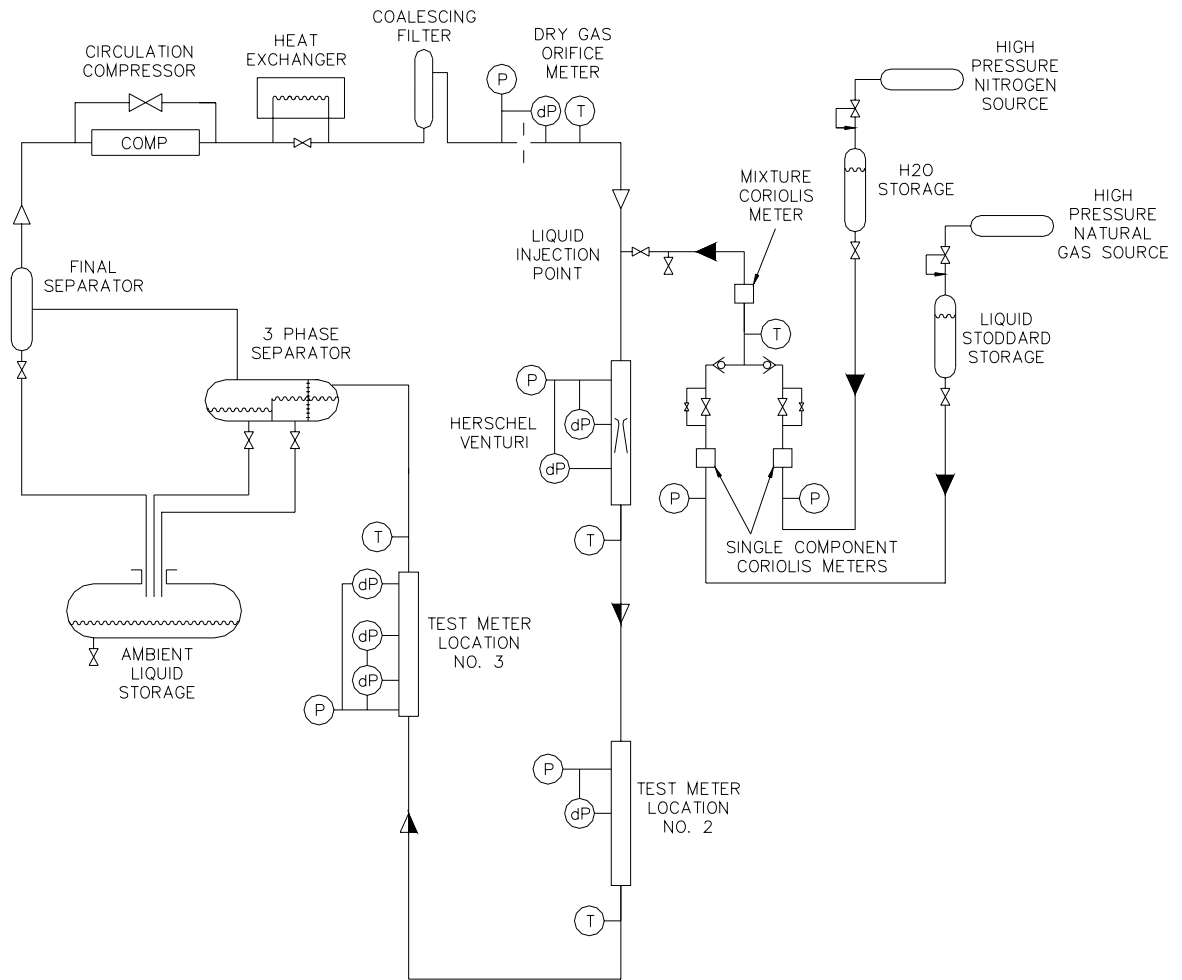 COALESCING
FILTER
DRY GAS
ORIFICE
METER
HIGH
PRESSURE
NITROGEN
SOURCE
CIRCULATION
COMPRESSOR
HEAT
EXCHANGER
P
dP
T
COMP
H2O
STORAGE
MIXTURE
CORIOLIS
METER
HIGH
PRESSURE
NATURAL
GAS SOURCE
LIQUID
INJECTION
POINT
FINAL
SEPARATOR
3 PHASE
SEPARATOR
T
LIQUID
STODDARD
STORAGE
P
dP
dP
HERSCHEL
VENTURI
P
P
T
SINGLE COMPONENT
CORIOLIS METERS
T
dP
dP
dP
P
TEST METER
LOCATION
NO. 3
AMBIENT
LIQUID
STORAGE
P
dP
TEST METER
LOCATION
NO. 2
T